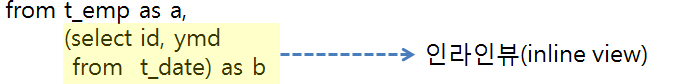 from t_emp as a,
(select id, ymd
from t_date) as b
인라인뷰(inline view)